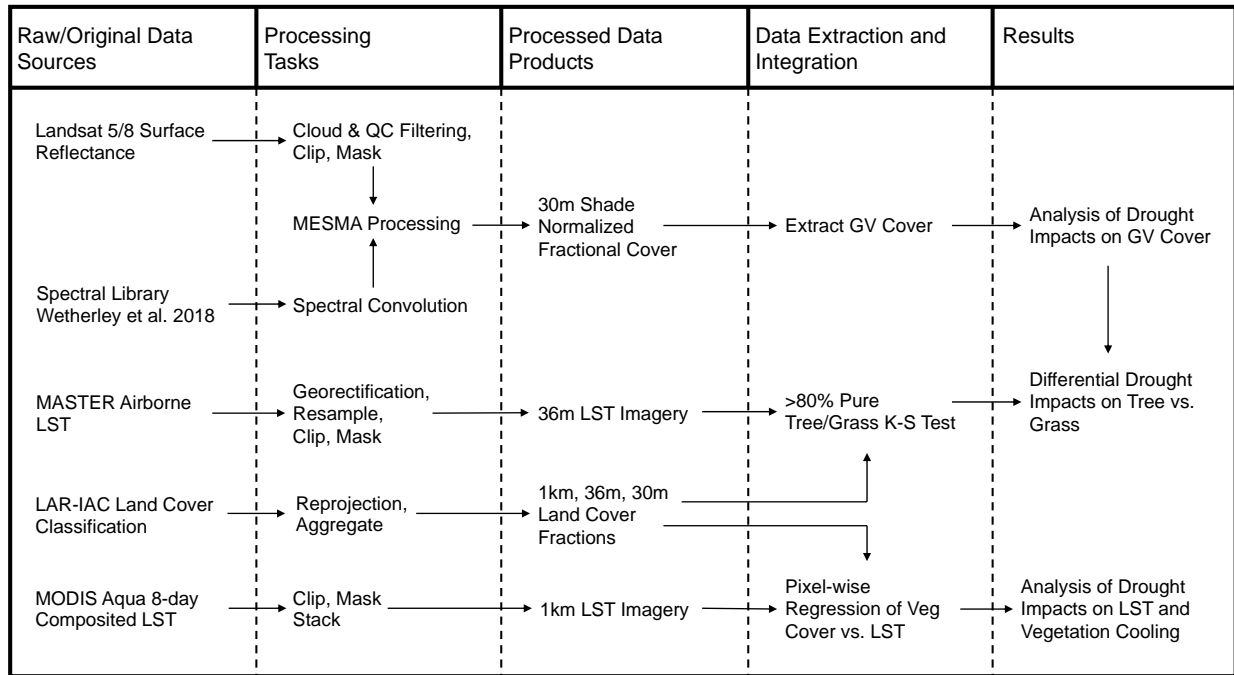 Raw/Original Data
Sources
Processing
Tasks
Processed Data
Products
Data Extraction and
Integration
Results
Landsat 5/8 Surface
Reflectance
Cloud & QC Filtering,
Clip, Mask
MESMA Processing
30m Shade
Normalized
Fractional Cover
Extract GV Cover
Analysis of Drought
Impacts on GV Cover
Spectral Library
Wetherley et al. 2018
Spectral Convolution
MASTER Airborne
LST
Georectification,
Resample,
Clip, Mask
36m LST Imagery
>80% Pure
Tree/Grass K-S Test
Differential Drought
Impacts on Tree vs.
Grass
LAR-IAC Land Cover
Classification
Reprojection,
Aggregate
1km, 36m, 30m
Land Cover
Fractions
MODIS Aqua 8-day
Composited LST
Clip, Mask
Stack
1km LST Imagery
Pixel-wise
Regression of Veg
Cover vs. LST
Analysis of Drought
Impacts on LST and
Vegetation Cooling